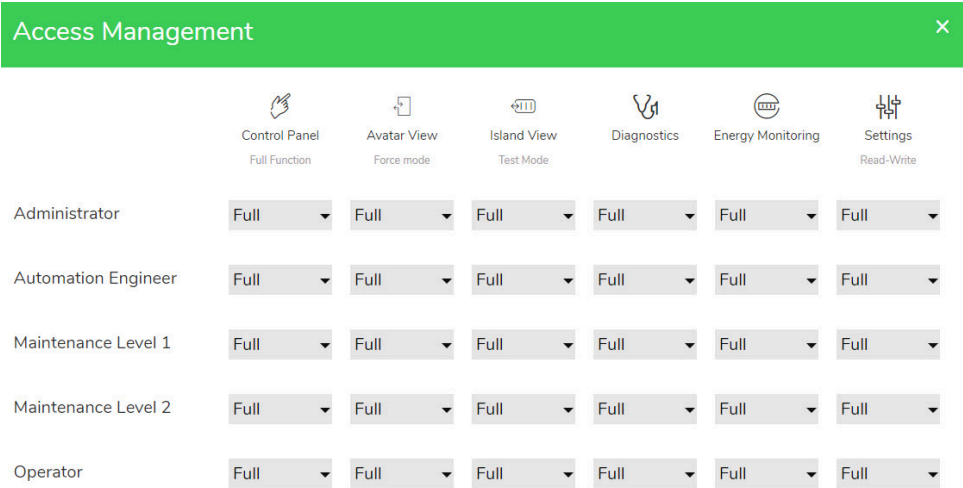 Access Management
Control Panel Avatar View Island View Diagnostics Energy Monitoring Settings
Full Function Force mode Test Mode Read-Write
Administrator Full Full Full Full Full Full
Automation Engineer Full Full Full Full Full Full
Maintenance Level 1 Full Full Full Full Full Full
Maintenance Level 2 Full Full Full Full Full Full
Operator Full Full Full Full Full Full